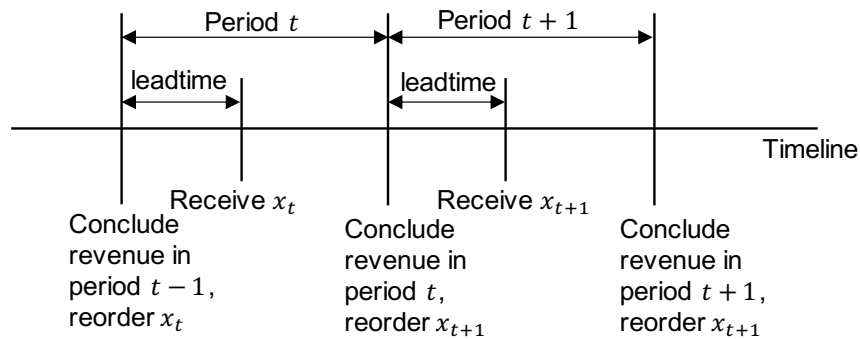 Period t
Period t + 1
leadtime
leadtime
Timeline
Receive x_t
Receive x_{t+1}
Conclude
revenue in
period t − 1,
reorder x_t
Conclude
revenue in
period t,
reorder x_{t+1}
Conclude
revenue in
period t + 1,
reorder x_{t+1}